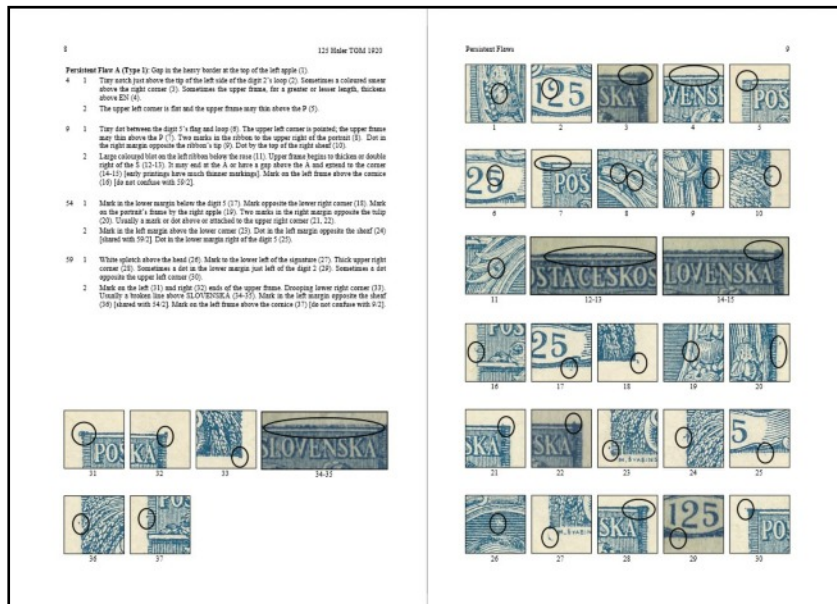 8
125 Haler TGM 1920
Persistent Flaw A (Type 1): Gap in the heavy border at the top of the left apple (1).
4 1 Tiny notch just above the tip of the left side of the digit 2's loop (2). Sometimes a coloured smear
above the right corner (3). Sometimes the upper frame, for a greater or lesser length, thickens
above EN (4).
2 The upper left corner is flat and the upper frame may thin above the P (5).
9 1 Tiny dot between the digit 5's flag and loop (6). The upper left corner is pointed; the upper frame
may thin above the P (7). Two marks in the ribbon to the upper right of the portrait (8). Dot in
the right margin opposite the ribbon's tip (9). Dot by the top of the right sheaf (10).
2 Large coloured blot on the left ribbon below the rose (11). Upper frame begins to thicken or double
right of the S (12-13). It may end at the A or have a gap above the A and extend to the corner
(14-15) [early printings have much thinner markings]. Mark on the left frame above the cornice
(16) [do not confuse with 59/2].
54 1 Mark in the lower margin below the digit 5 (17). Mark opposite the lower right corner (18). Mark
on the portrait's frame by the right apple (19). Two marks in the right margin opposite the tulip
(20). Usually a mark or dot above or attached to the upper right corner (21, 22).
2 Mark in the left margin above the lower corner (23). Dot in the left margin opposite the sheaf (24)
[shared with 59/2]. Dot in the lower margin right of the digit 5 (25).
59 1 White splotch above the head (26). Mark to the lower left of the signature (27). Thick upper right
corner (28). Sometimes a dot in the lower margin just left of the digit 2 (29). Sometimes a dot
opposite the upper left corner (30).
2 Mark on the left (31) and right (32) ends of the upper frame. Drooping lower right corner (33).
Usually a broken line above SLOVENSKA (34-35). Mark in the left margin opposite the sheaf
(36) [shared with 54/2]. Mark on the left frame above the cornice (37) [do not confuse with 9/2].
POŠ
SKA
SLOVENSKA
31
32
33
34-35
POŠ
36
37
Persistent Flaws
9
125
SKA
VENSK
POŠ
1
2
3
4
5
25
POŠ
6
7
8
9
10
OSTA ČESKOS
LOVENSKÁ
11
12-13
14-15
POŠ
25
16
17
18
19
20
SKA
SKA
5
21
22
23
24
25
SKA
125
PO
26
27
28
29
30